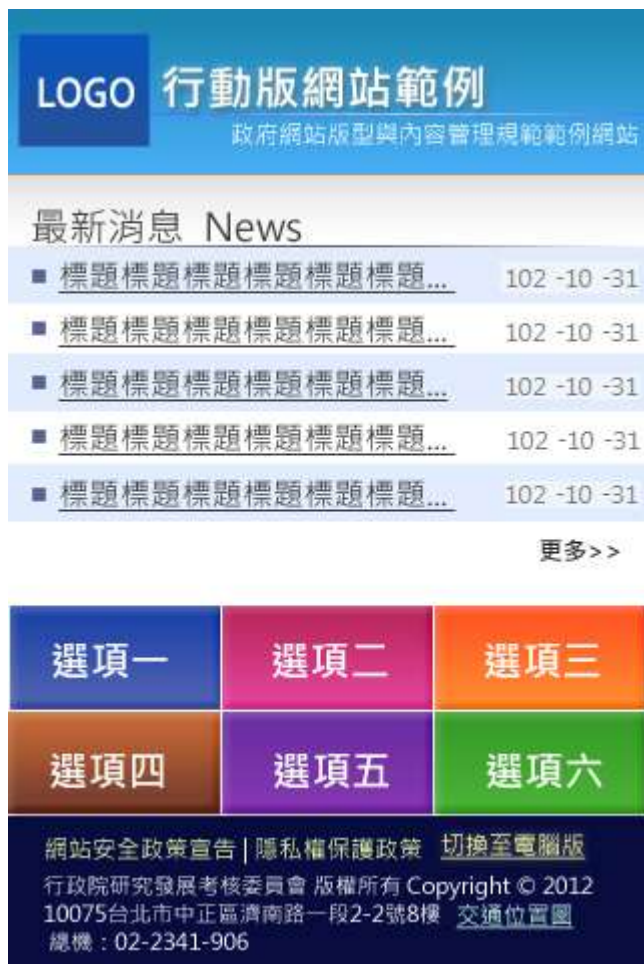 LOGO 行動版網站範例
政府網站版型與內容管理規範範例網站
最新消息 News
標題標題標題標題標題標題... 102 -10 -31
標題標題標題標題標題標題... 102 -10 -31
標題標題標題標題標題標題... 102 -10 -31
標題標題標題標題標題標題... 102 -10 -31
標題標題標題標題標題標題... 102 -10 -31
更多>>
選項一 選項二 選項三
選項四 選項五 選項六
網站安全政策宣告 | 隱私權保護政策 切換至電腦版
行政院研究發展考核委員會 版權所有 Copyright © 2012
10075台北市中正區濟南路一段2-2號8樓 交通位置圖
總機：02-2341-906